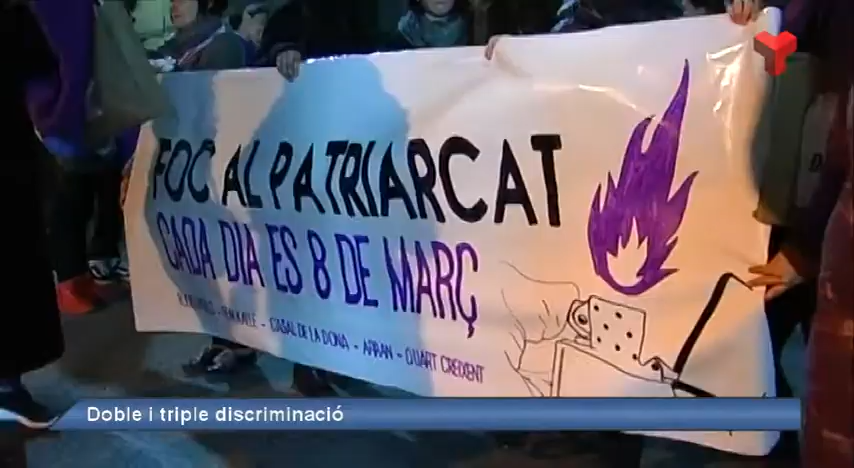 FOC AL PATRIARCAT
CADA DIA ES 8 DE MARÇ
- CASAL DE LA DONA - ARRAN - QUART CREIXENT
Doble i triple discriminació